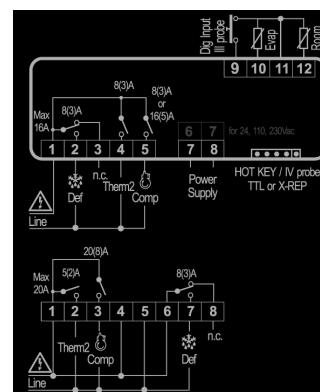 Dig Input
III probe
Evap
Room
9 10 11 12
8(3)A
8(3)A
or
16(5)A
Max
16A
8(3)A
6 7 for 24, 110, 230Vac
1 2 3 4 5 7 8
HOT KEY / IV probe
TTL or X-REP
n.c.
Def
Therm2
Comp
Power
Supply
Line
20(8)A
Max
20A
5(2)A
8(3)A
1 2 3 4 5 6 7 8
n.c.
Therm2
Comp
Def
Line